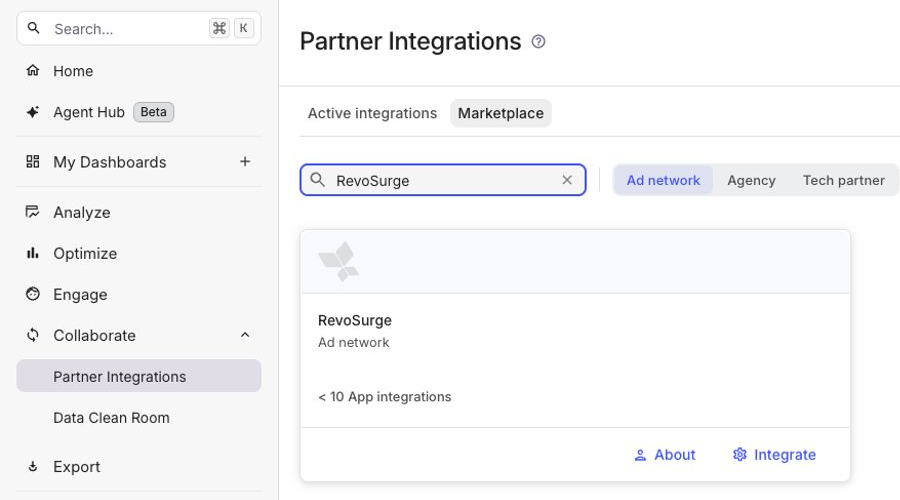 Search...
⌘ K
Home
Agent Hub Beta
My Dashboards +
Analyze
Optimize
Engage
Collaborate
Partner Integrations
Data Clean Room
Export
Partner Integrations
Active integrations Marketplace
RevoSurge
Ad network Agency Tech partner
RevoSurge
Ad network
< 10 App integrations
About Integrate